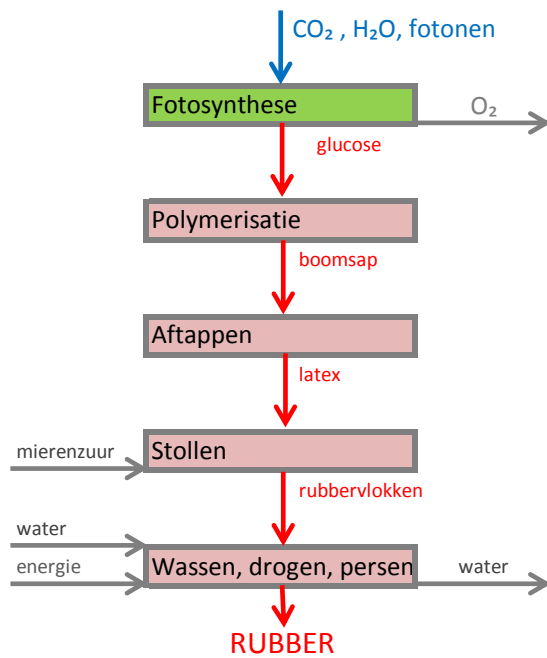 CO₂ , H₂O, fotonen
Fotosynthese
O₂
glucose
Polymerisatie
boomsap
Aftappen
latex
Stollen
mierenzuur
rubbervlokken
water
Wassen, drogen, persen
energie
water
RUBBER